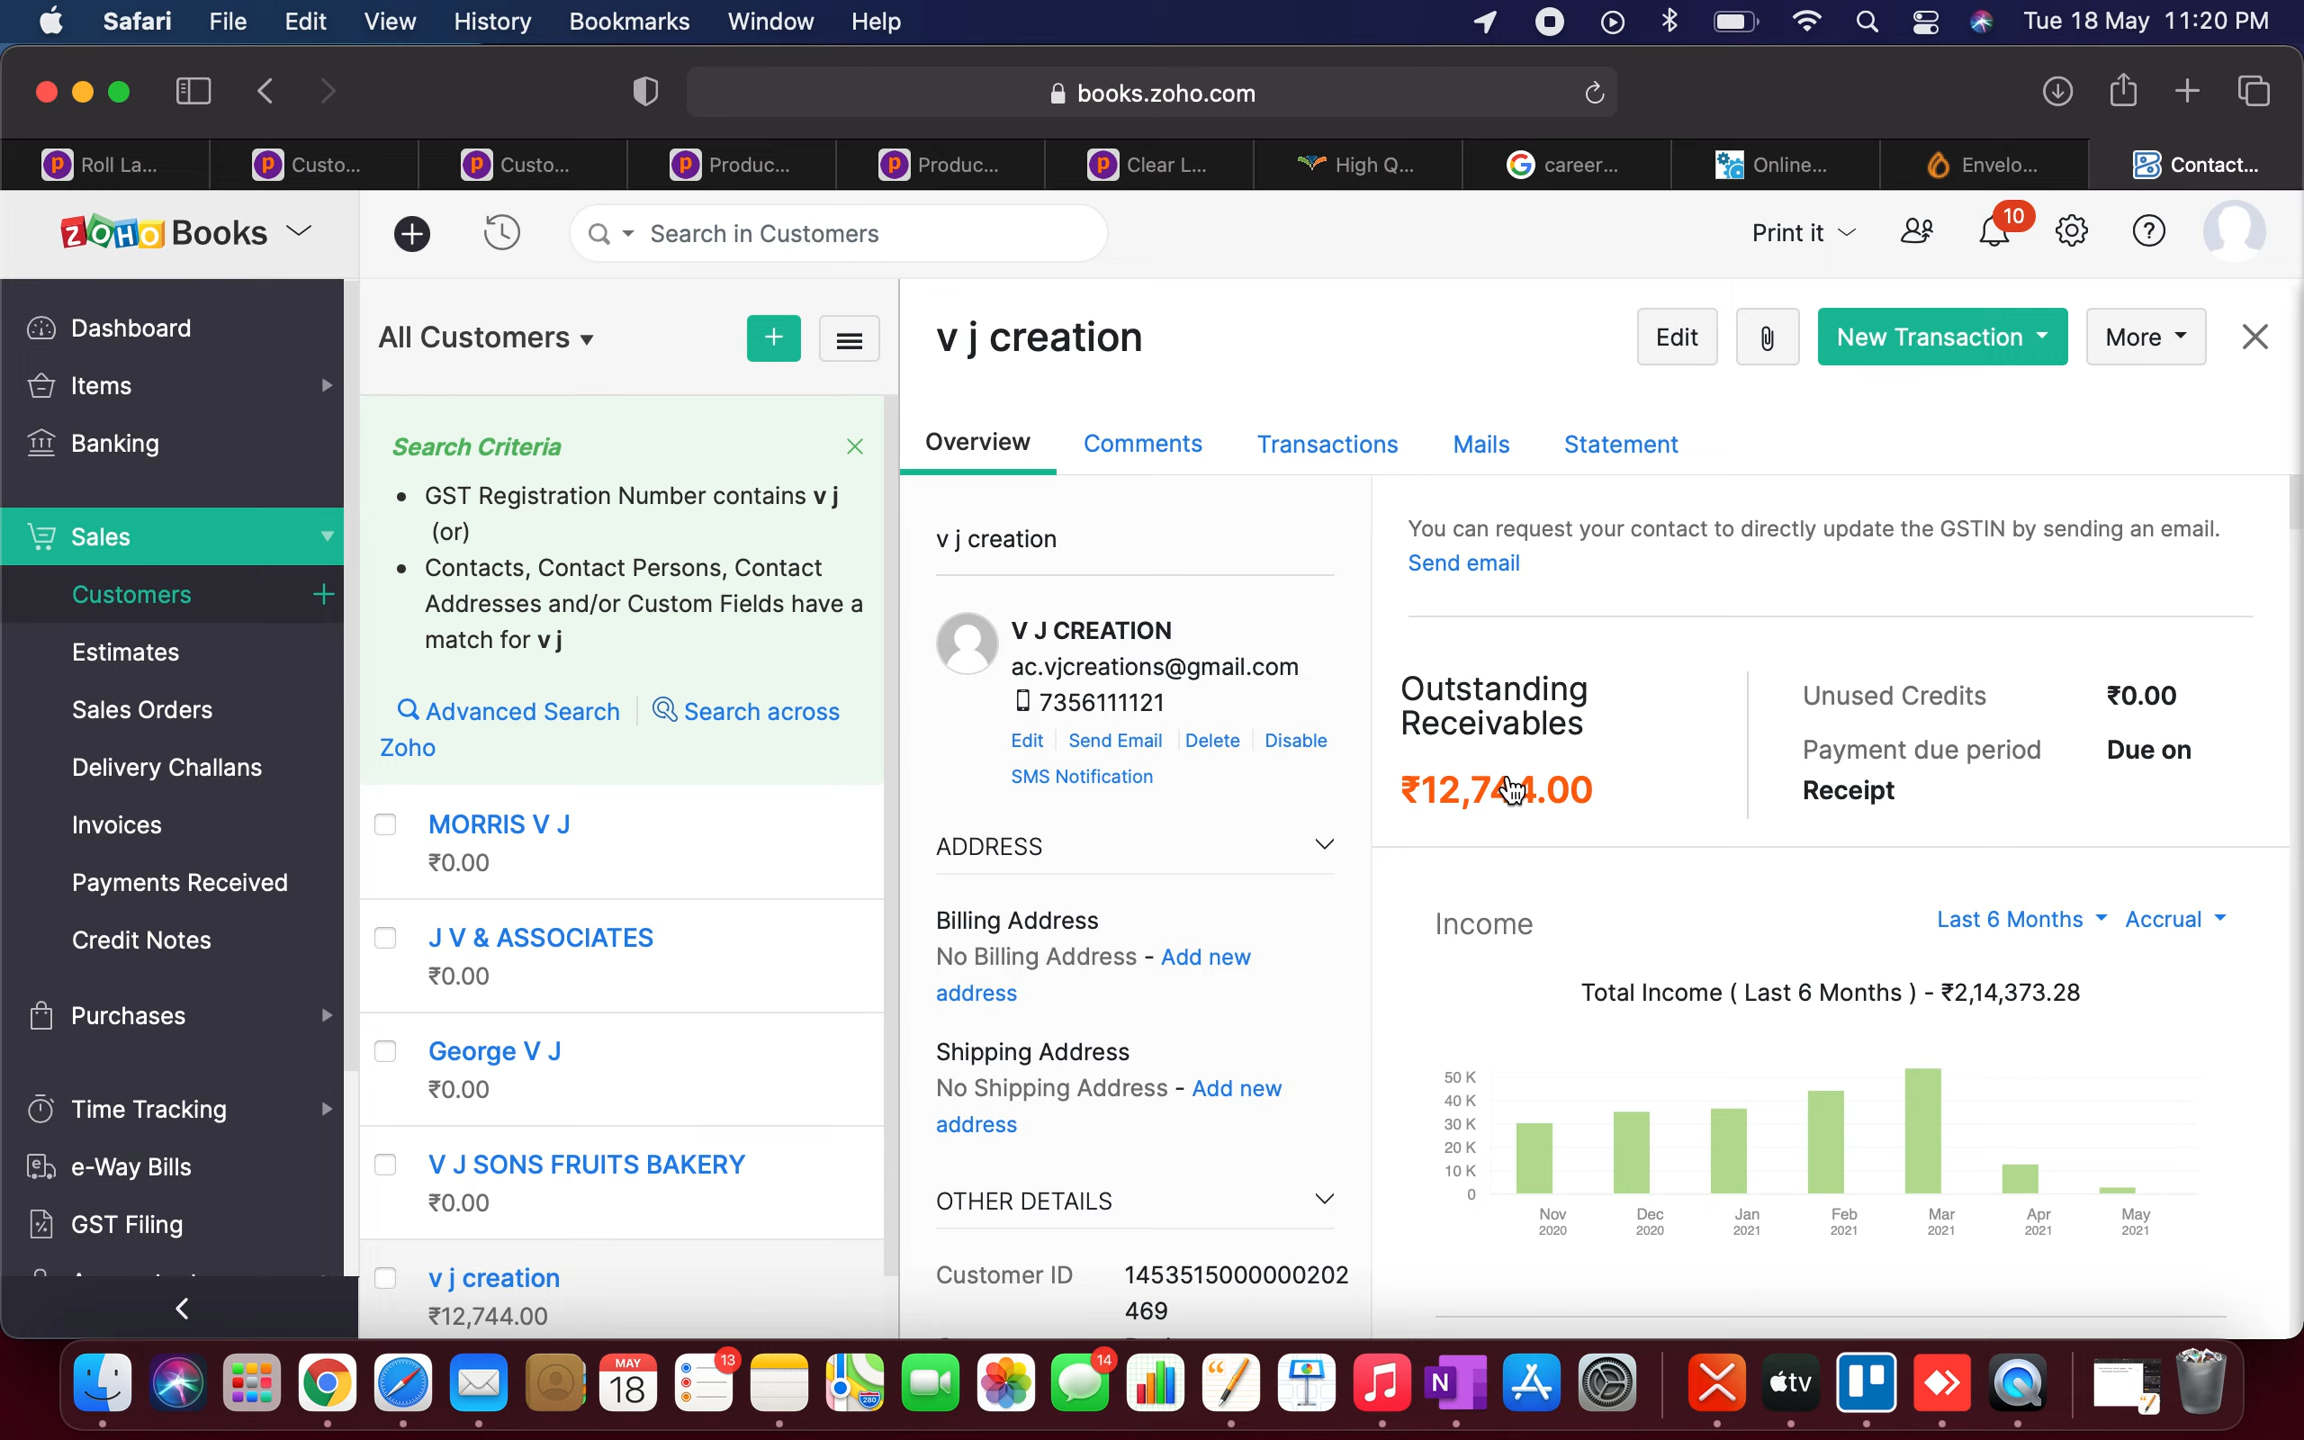 Safari File Edit View History Bookmarks Window Help Tue 18 May 11:20 PM
books.zoho.com
Roll La... Custo... Custo... Produc... Produc... Clear L... High Q... career... Online... Envelo... Contact...
ZOHO Books Search in Customers Print it 10
Dashboard
Items
Banking
Sales
Customers
Estimates
Sales Orders
Delivery Challans
Invoices
Payments Received
Credit Notes
Purchases
Time Tracking
e-Way Bills
GST Filing
All Customers
Search Criteria
• GST Registration Number contains v j
(or)
• Contacts, Contact Persons, Contact
Addresses and/or Custom Fields have a
match for v j
Advanced Search Search across
Zoho
MORRIS V J
₹0.00
J V & ASSOCIATES
₹0.00
George V J
₹0.00
V J SONS FRUITS BAKERY
₹0.00
v j creation
₹12,744.00
v j creation Edit New Transaction More
Overview Comments Transactions Mails Statement
v j creation
V J CREATION
ac.vjcreations@gmail.com
7356111121
Edit Send Email Delete Disable
SMS Notification
ADDRESS
Billing Address
No Billing Address - Add new
address
Shipping Address
No Shipping Address - Add new
address
OTHER DETAILS
Customer ID 1453515000000202
469
You can request your contact to directly update the GSTIN by sending an email.
Send email
Outstanding
Receivables
₹12,744.00
Unused Credits ₹0.00
Payment due period Due on
Receipt
Income Last 6 Months Accrual
Total Income ( Last 6 Months ) - ₹2,14,373.28
50 K
40 K
30 K
20 K
10 K
0
Nov Dec Jan Feb Mar Apr May
2020 2020 2021 2021 2021 2021 2021
MAY
18
13
14
280
N
tv